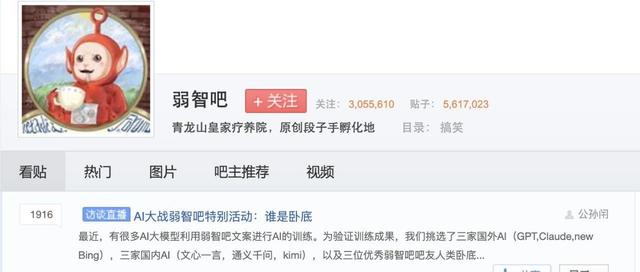 弱智吧
+ 关注
关注： 3,055,610 贴子： 5,617,023
青龙山皇家疗养院，原创段子手孵化地 目录： 搞笑
看贴 热门 图片 吧主推荐 视频
1916 访谈直播 AI大战弱智吧特别活动：谁是卧底 公孙闬
最近，有很多AI大模型利用弱智吧文案进行AI的训练。为验证训练成果，我们挑选了三家国外AI（GPT,Claude,new
Bing），三家国内AI（文心一言，通义千问，kimi），以及三位优秀弱智吧吧友人类卧底...